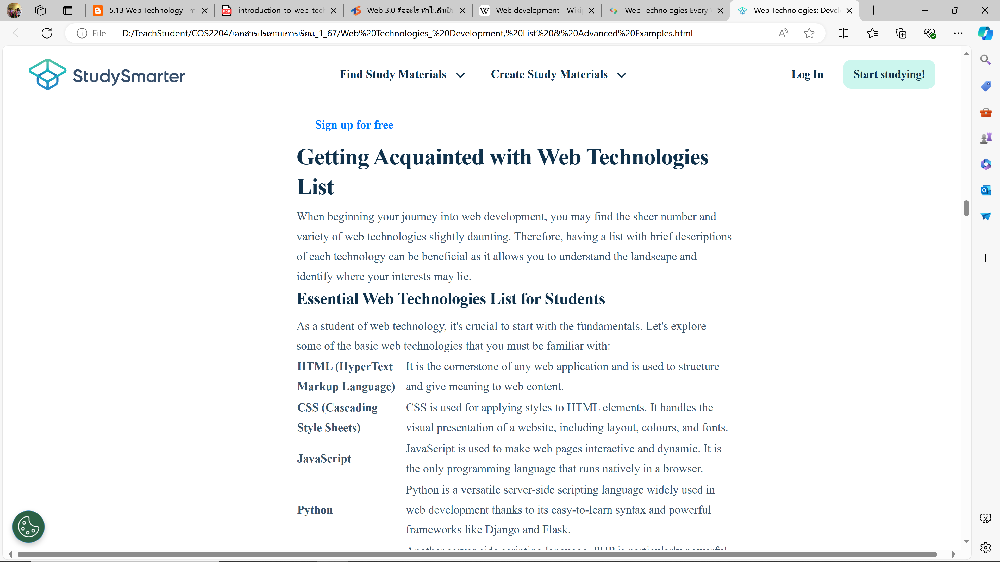 5.13 Web Technology | m
introduction_to_web_tech
Web 3.0 คืออะไร ทำไมถึงเป็น
Web development - Wiki
Web Technologies Every
Web Technologies: Devel
File
D:/TeachStudent/COS2204/เอกสารประกอบการเรียน_1_67/Web%20Technologies_%20Development,%20List%20&%20Advanced%20Examples.html
StudySmarter
Find Study Materials
Create Study Materials
Log In
Start studying!
Sign up for free
Getting Acquainted with Web Technologies
List
When beginning your journey into web development, you may find the sheer number and
variety of web technologies slightly daunting. Therefore, having a list with brief descriptions
of each technology can be beneficial as it allows you to understand the landscape and
identify where your interests may lie.
Essential Web Technologies List for Students
As a student of web technology, it's crucial to start with the fundamentals. Let's explore
some of the basic web technologies that you must be familiar with:
HTML (HyperText
Markup Language)
It is the cornerstone of any web application and is used to structure
and give meaning to web content.
CSS (Cascading
Style Sheets)
CSS is used for applying styles to HTML elements. It handles the
visual presentation of a website, including layout, colours, and fonts.
JavaScript
JavaScript is used to make web pages interactive and dynamic. It is
the only programming language that runs natively in a browser.
Python
Python is a versatile server-side scripting language widely used in
web development thanks to its easy-to-learn syntax and powerful
frameworks like Django and Flask.